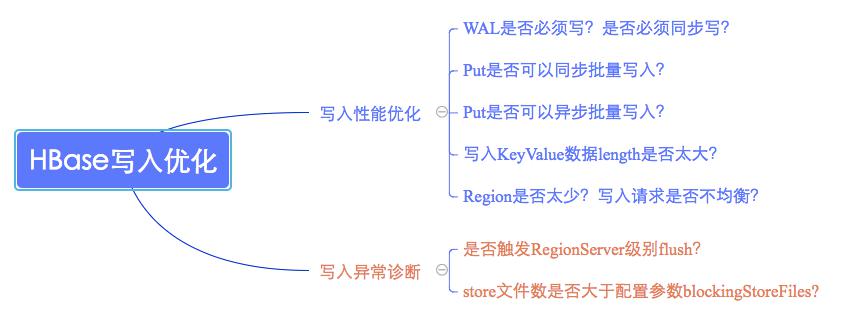 HBase写入优化
写入性能优化
WAL是否必须写？是否必须同步写？
Put是否可以同步批量写入？
Put是否可以异步批量写入？
写入KeyValue数据length是否太大？
Region是否太少？写入请求是否不均衡？
写入异常诊断
是否触发RegionServer级别flush？
store文件数是否大于配置参数blockingStoreFiles？